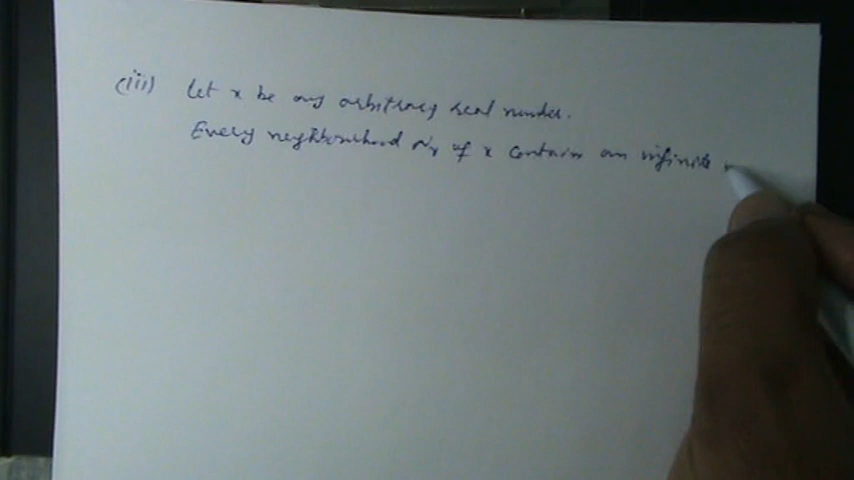 (iii) Let x be any arbitrary real number.
Every neighbourhood Nx of x contains an infinite